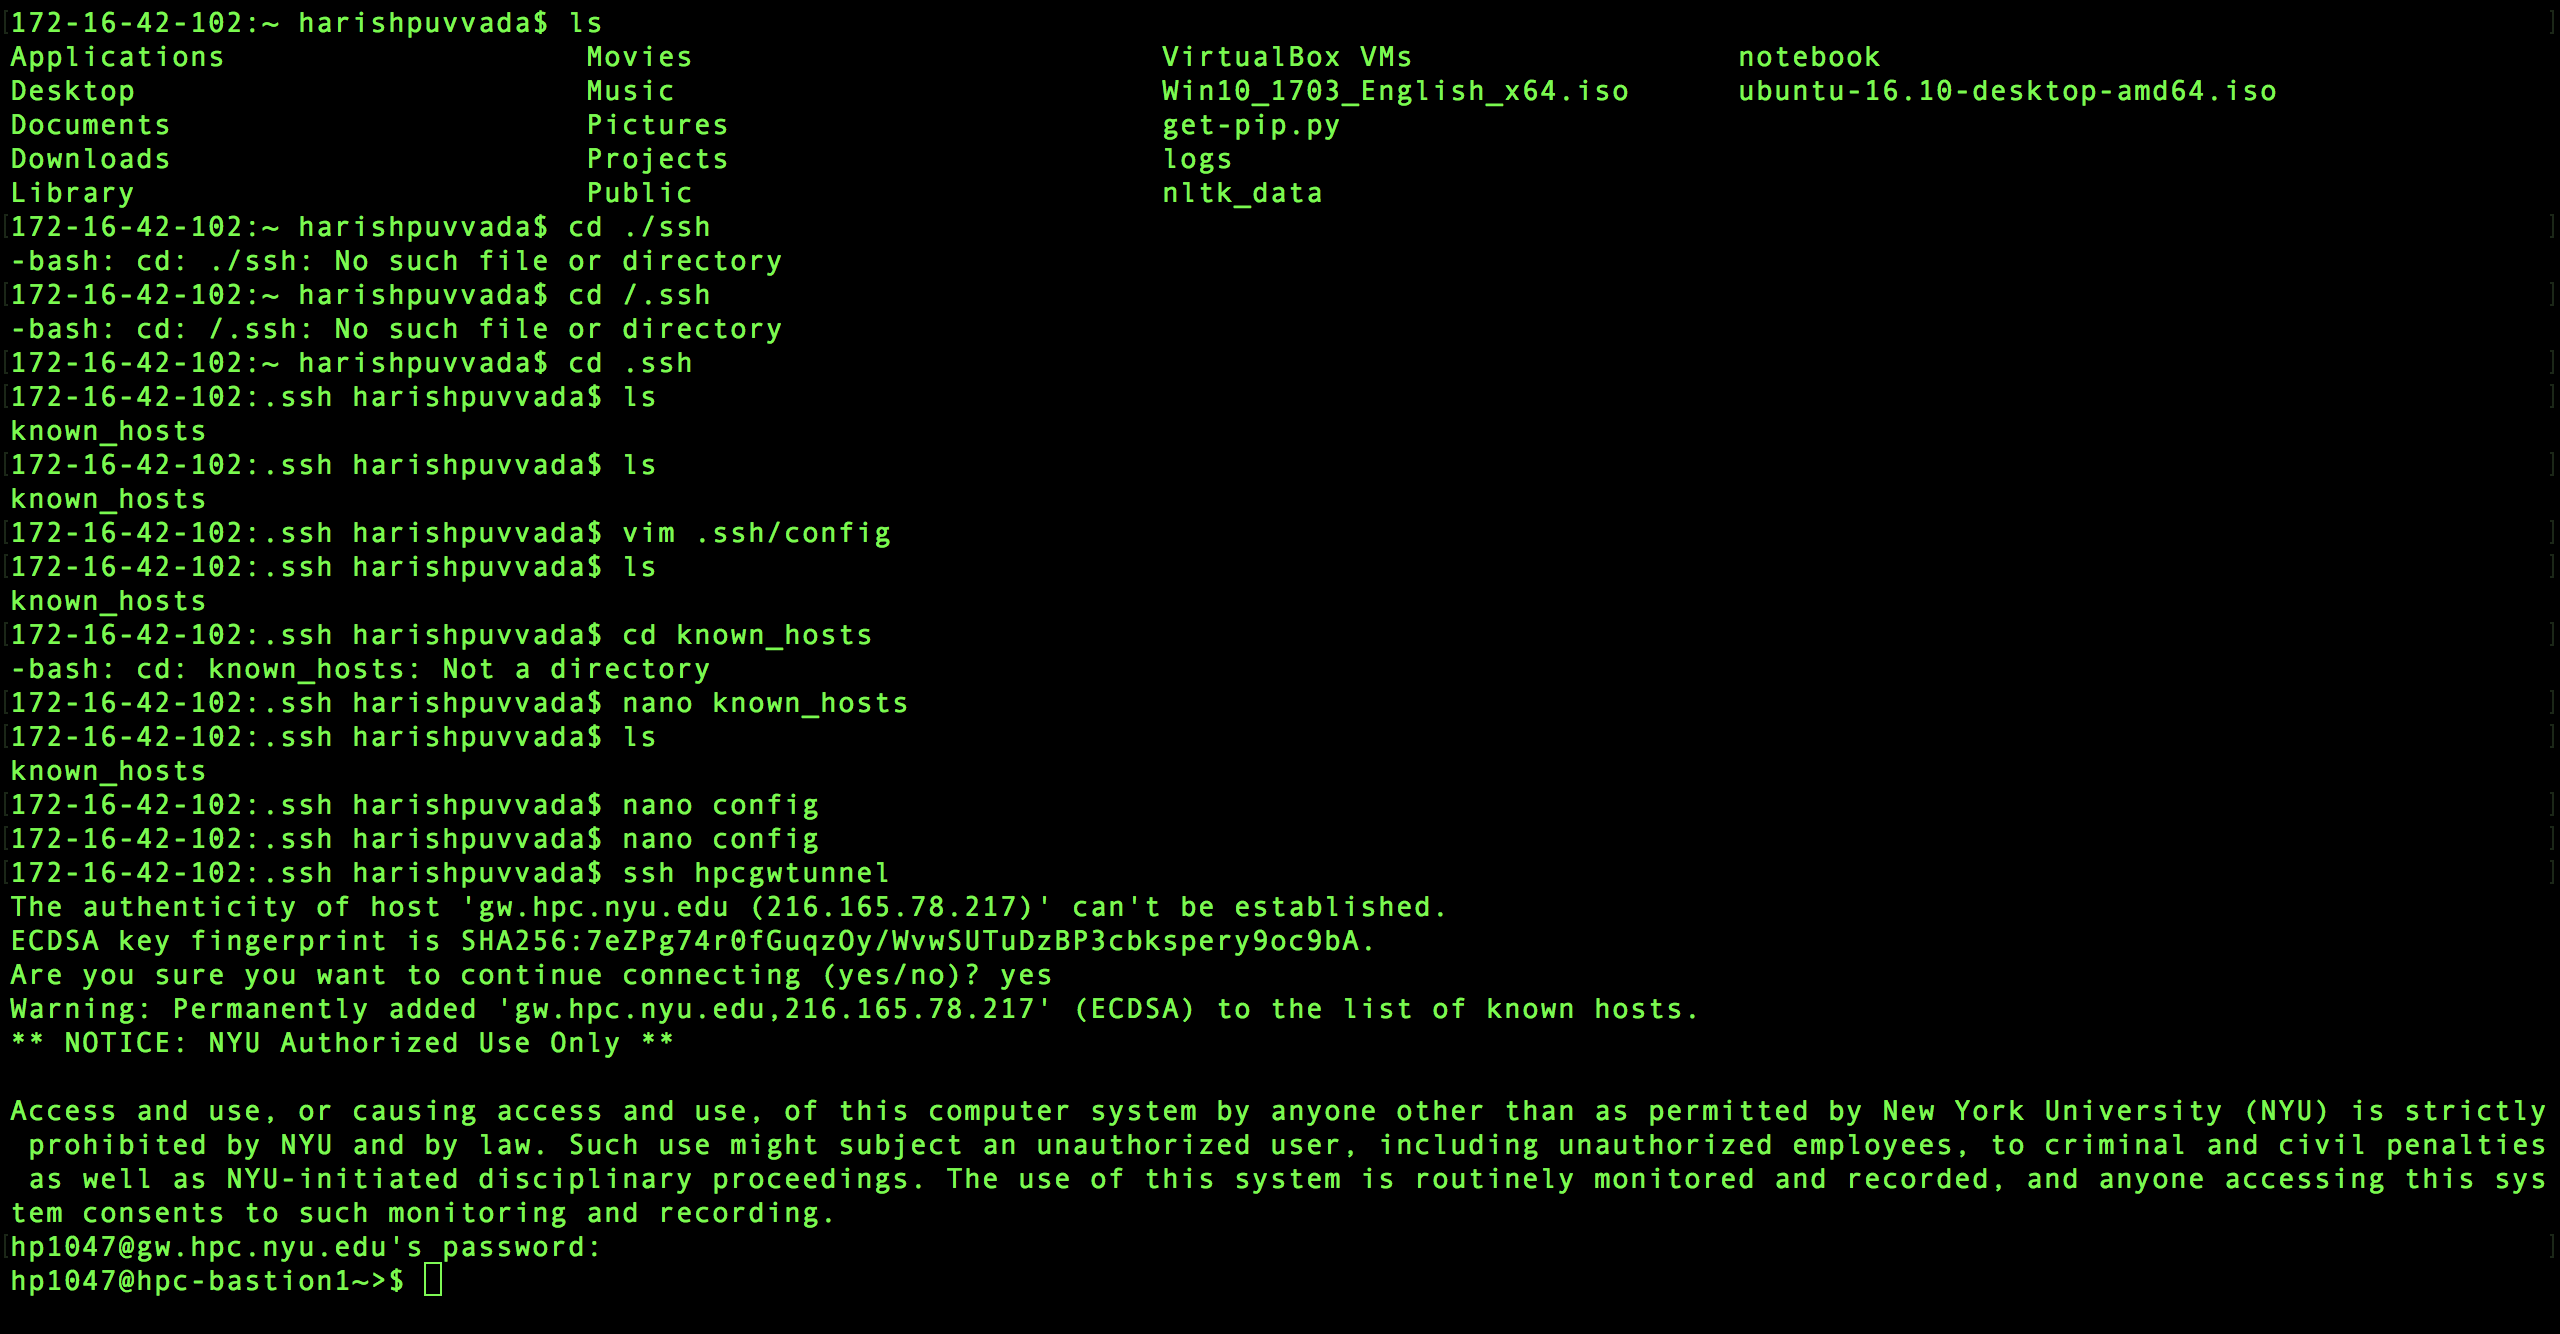 172-16-42-102:~ harishpuvvada$ ls
Applications Movies VirtualBox VMs notebook
Desktop Music Win10_1703_English_x64.iso ubuntu-16.10-desktop-amd64.iso
Documents Pictures get-pip.py
Downloads Projects logs
Library Public nltk_data
172-16-42-102:~ harishpuvvada$ cd ./ssh
-bash: cd: ./ssh: No such file or directory
172-16-42-102:~ harishpuvvada$ cd /.ssh
-bash: cd: /.ssh: No such file or directory
172-16-42-102:~ harishpuvvada$ cd .ssh
172-16-42-102:.ssh harishpuvvada$ ls
known_hosts
172-16-42-102:.ssh harishpuvvada$ ls
known_hosts
172-16-42-102:.ssh harishpuvvada$ vim .ssh/config
172-16-42-102:.ssh harishpuvvada$ ls
known_hosts
172-16-42-102:.ssh harishpuvvada$ cd known_hosts
-bash: cd: known_hosts: Not a directory
172-16-42-102:.ssh harishpuvvada$ nano known_hosts
172-16-42-102:.ssh harishpuvvada$ ls
known_hosts
172-16-42-102:.ssh harishpuvvada$ nano config
172-16-42-102:.ssh harishpuvvada$ nano config
172-16-42-102:.ssh harishpuvvada$ ssh hpcgwtunnel
The authenticity of host 'gw.hpc.nyu.edu (216.165.78.217)' can't be established.
ECDSA key fingerprint is SHA256:7eZPg74r0fGuqzOy/WvwSUTuDzBP3cbkspery9oc9bA.
Are you sure you want to continue connecting (yes/no)? yes
Warning: Permanently added 'gw.hpc.nyu.edu,216.165.78.217' (ECDSA) to the list of known hosts.
** NOTICE: NYU Authorized Use Only **
Access and use, or causing access and use, of this computer system by anyone other than as permitted by New York University (NYU) is strictly
prohibited by NYU and by law. Such use might subject an unauthorized user, including unauthorized employees, to criminal and civil penalties
as well as NYU-initiated disciplinary proceedings. The use of this system is routinely monitored and recorded, and anyone accessing this sys
tem consents to such monitoring and recording.
hp1047@gw.hpc.nyu.edu's password:
hp1047@hpc-bastion1~>$